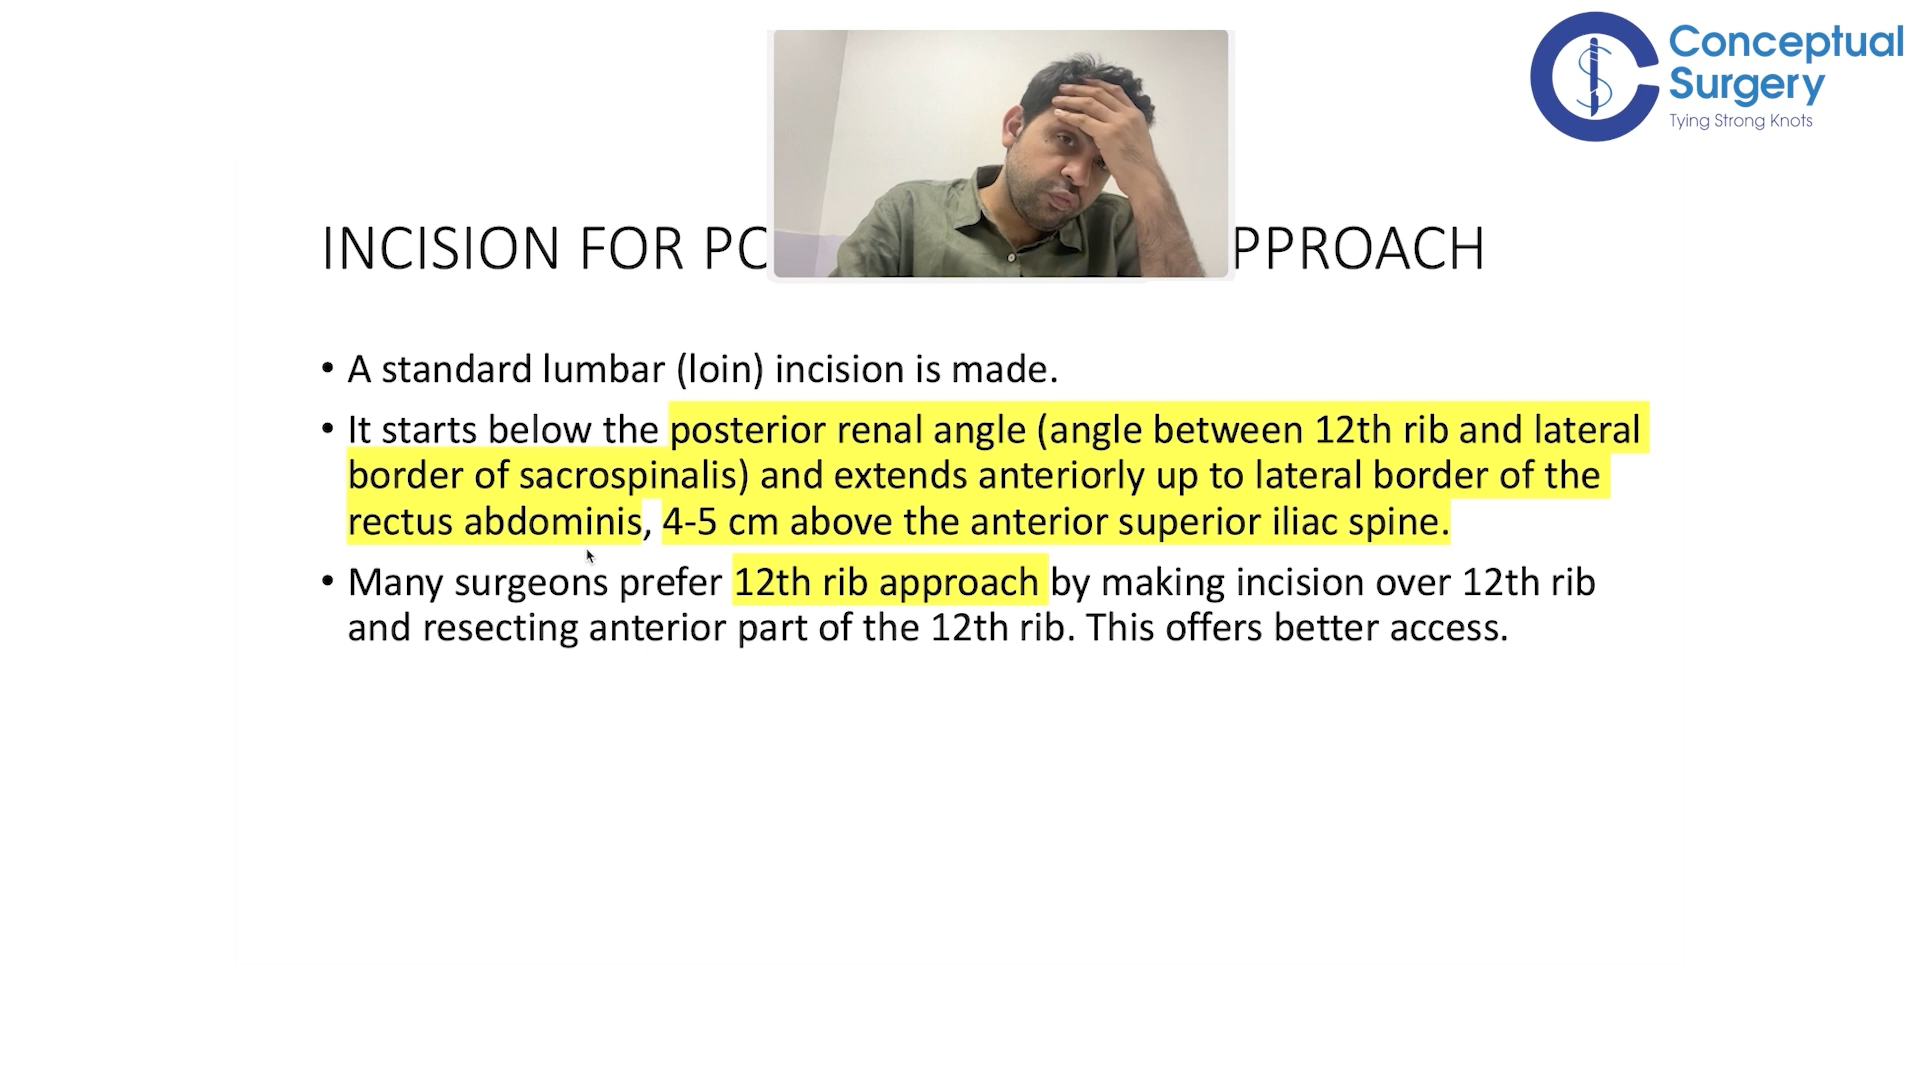 Conceptual
Surgery
Tying Strong Knots
INCISION FOR PPROACH
• A standard lumbar (loin) incision is made.
• It starts below the posterior renal angle (angle between 12th rib and lateral
border of sacrospinalis) and extends anteriorly up to lateral border of the
rectus abdominis, 4-5 cm above the anterior superior iliac spine.
• Many surgeons prefer 12th rib approach by making incision over 12th rib
and resecting anterior part of the 12th rib. This offers better access.